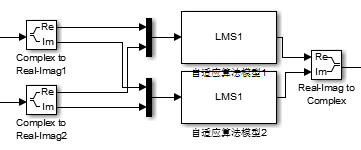 Re
Im
Complex to
Real-Imag1
Re
Im
Complex to
Real-Imag2
LMS1
自适应算法模型1
LMS1
自适应算法模型2
Re
Im
Real-Imag to
Complex